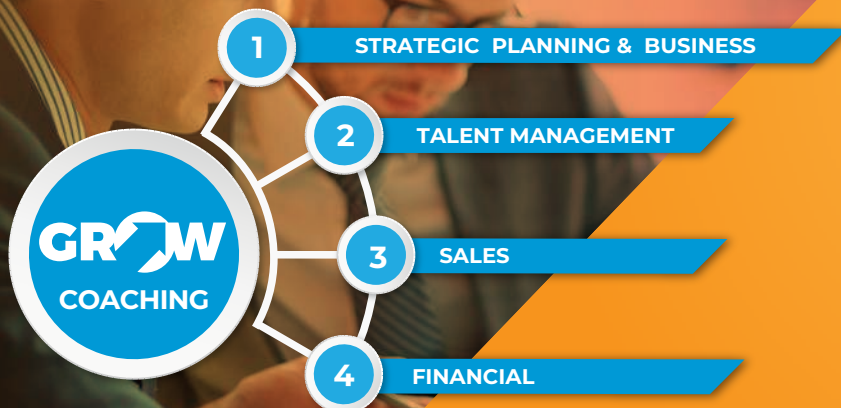 1
STRATEGIC PLANNING & BUSINESS
2
TALENT MANAGEMENT
GROW
COACHING
3
SALES
4
FINANCIAL